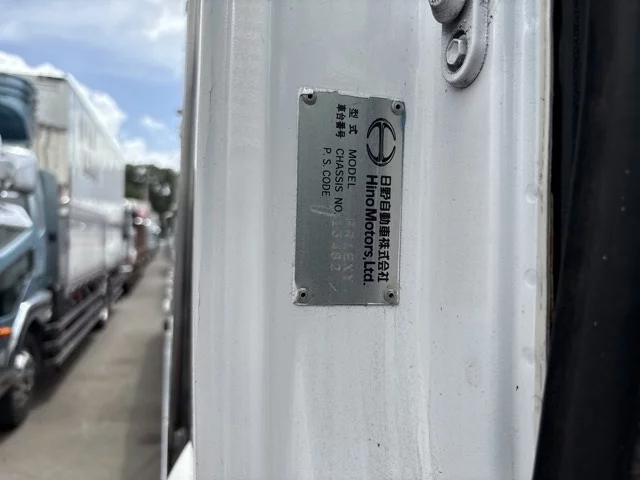 日野自動車株式会社
Hino Motors, Ltd.
型式 MODEL
車台番号 CHASSIS NO.
P. S. CODE